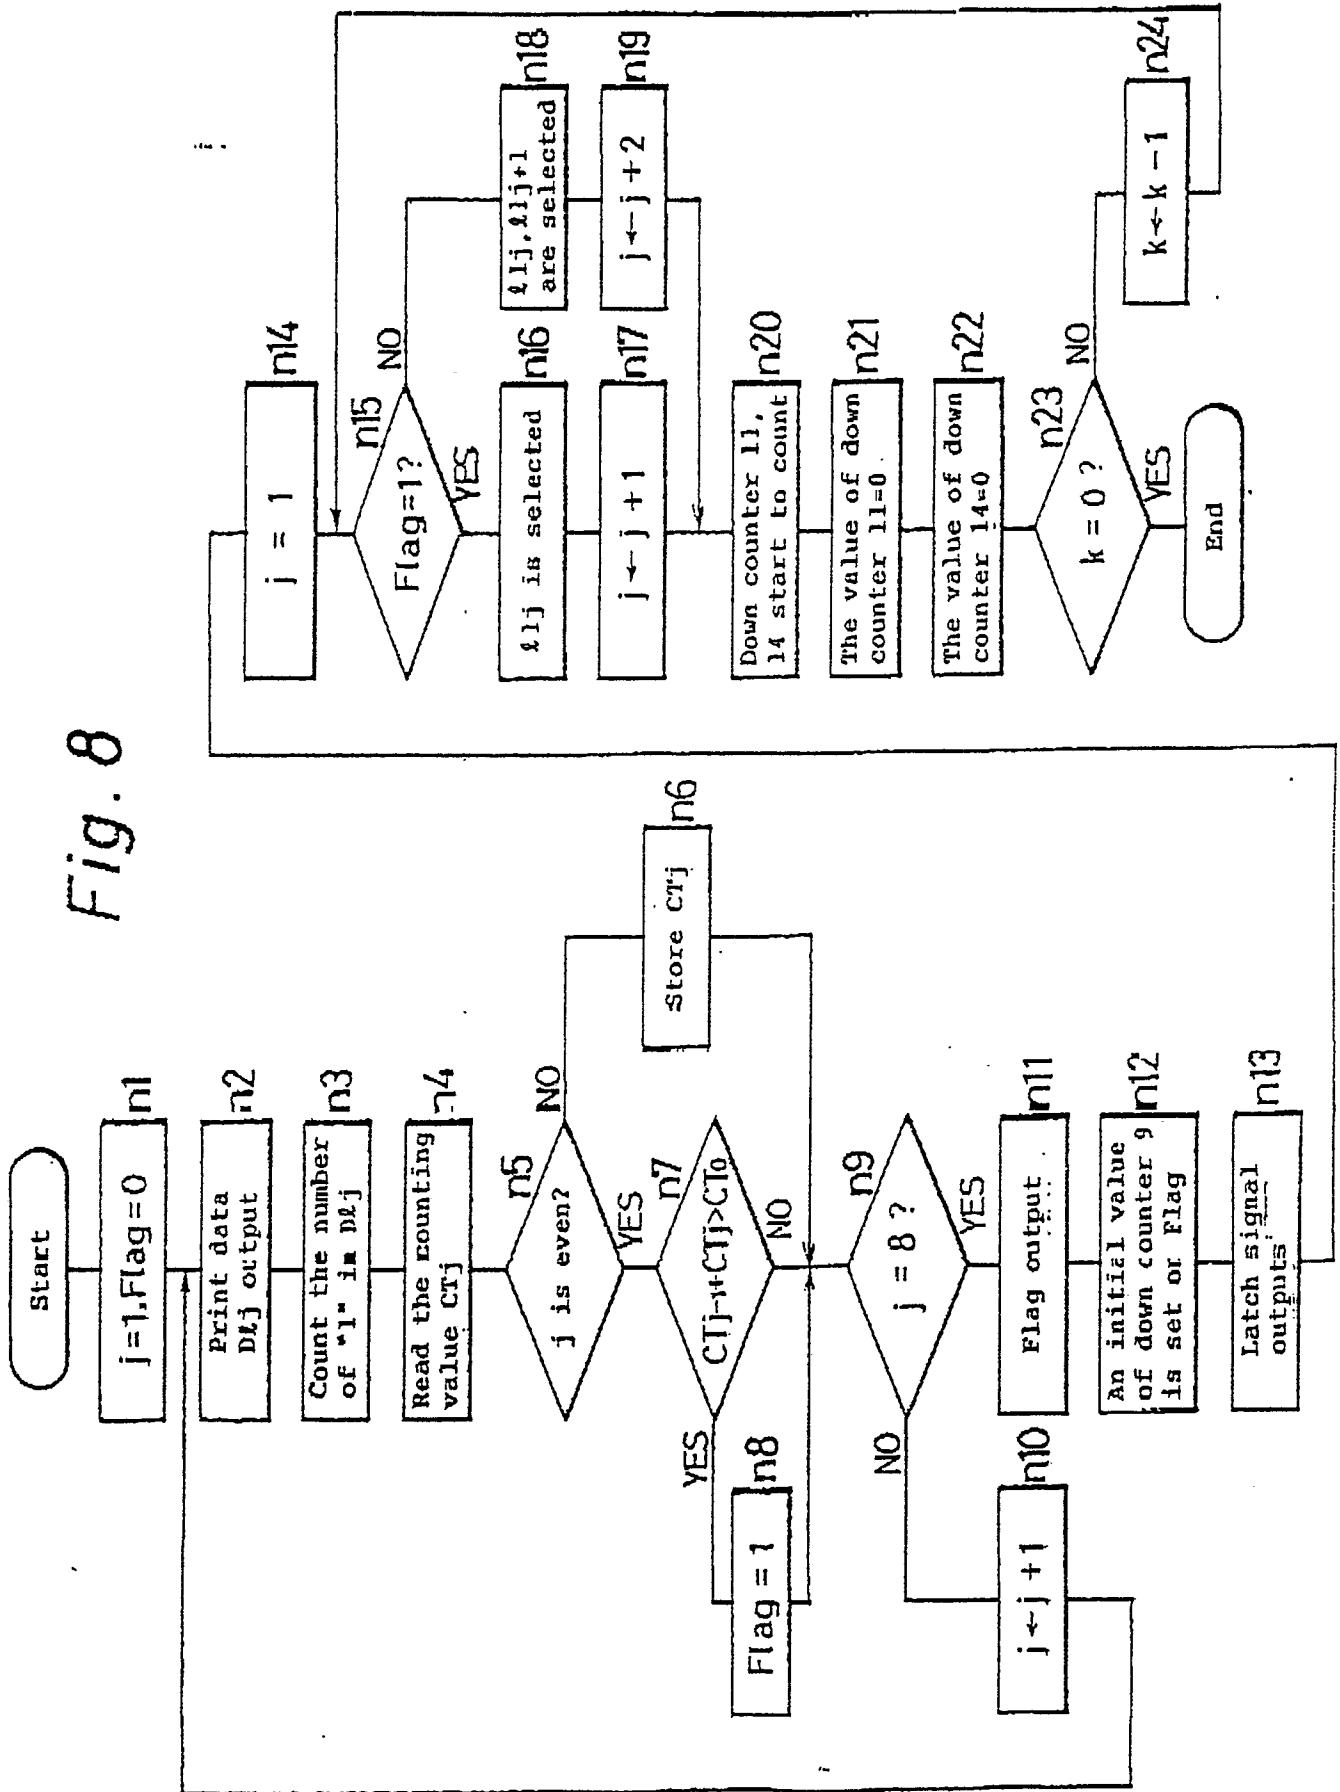 Fig. 8
Start
j=1,Flag=0
n1
Print data
Dℓj output
n2
Count the number
of "1" in Dℓj
n3
Read the counting
value CTj
n4
j is even?
n5
NO
YES
Store CTj
n6
CTj-1+CTj>CT0
n7
YES
NO
Flag = 1
n8
j = 8 ?
n9
NO
YES
j ← j + 1
n10
Flag output
n11
An initial value
of down counter 9
is set or Flag
n12
Latch signal
outputs
n13
j = 1
n14
Flag=1?
n15
NO
YES
ℓ1j is selected
n16
j ← j + 1
n17
ℓ1j,ℓ1j+1
are selected
n18
j ← j + 2
n19
Down counter 11,
14 start to count
n20
The value of down
counter 11=0
n21
The value of down
counter 14=0
n22
k = 0 ?
n23
NO
YES
k ← k - 1
n24
End